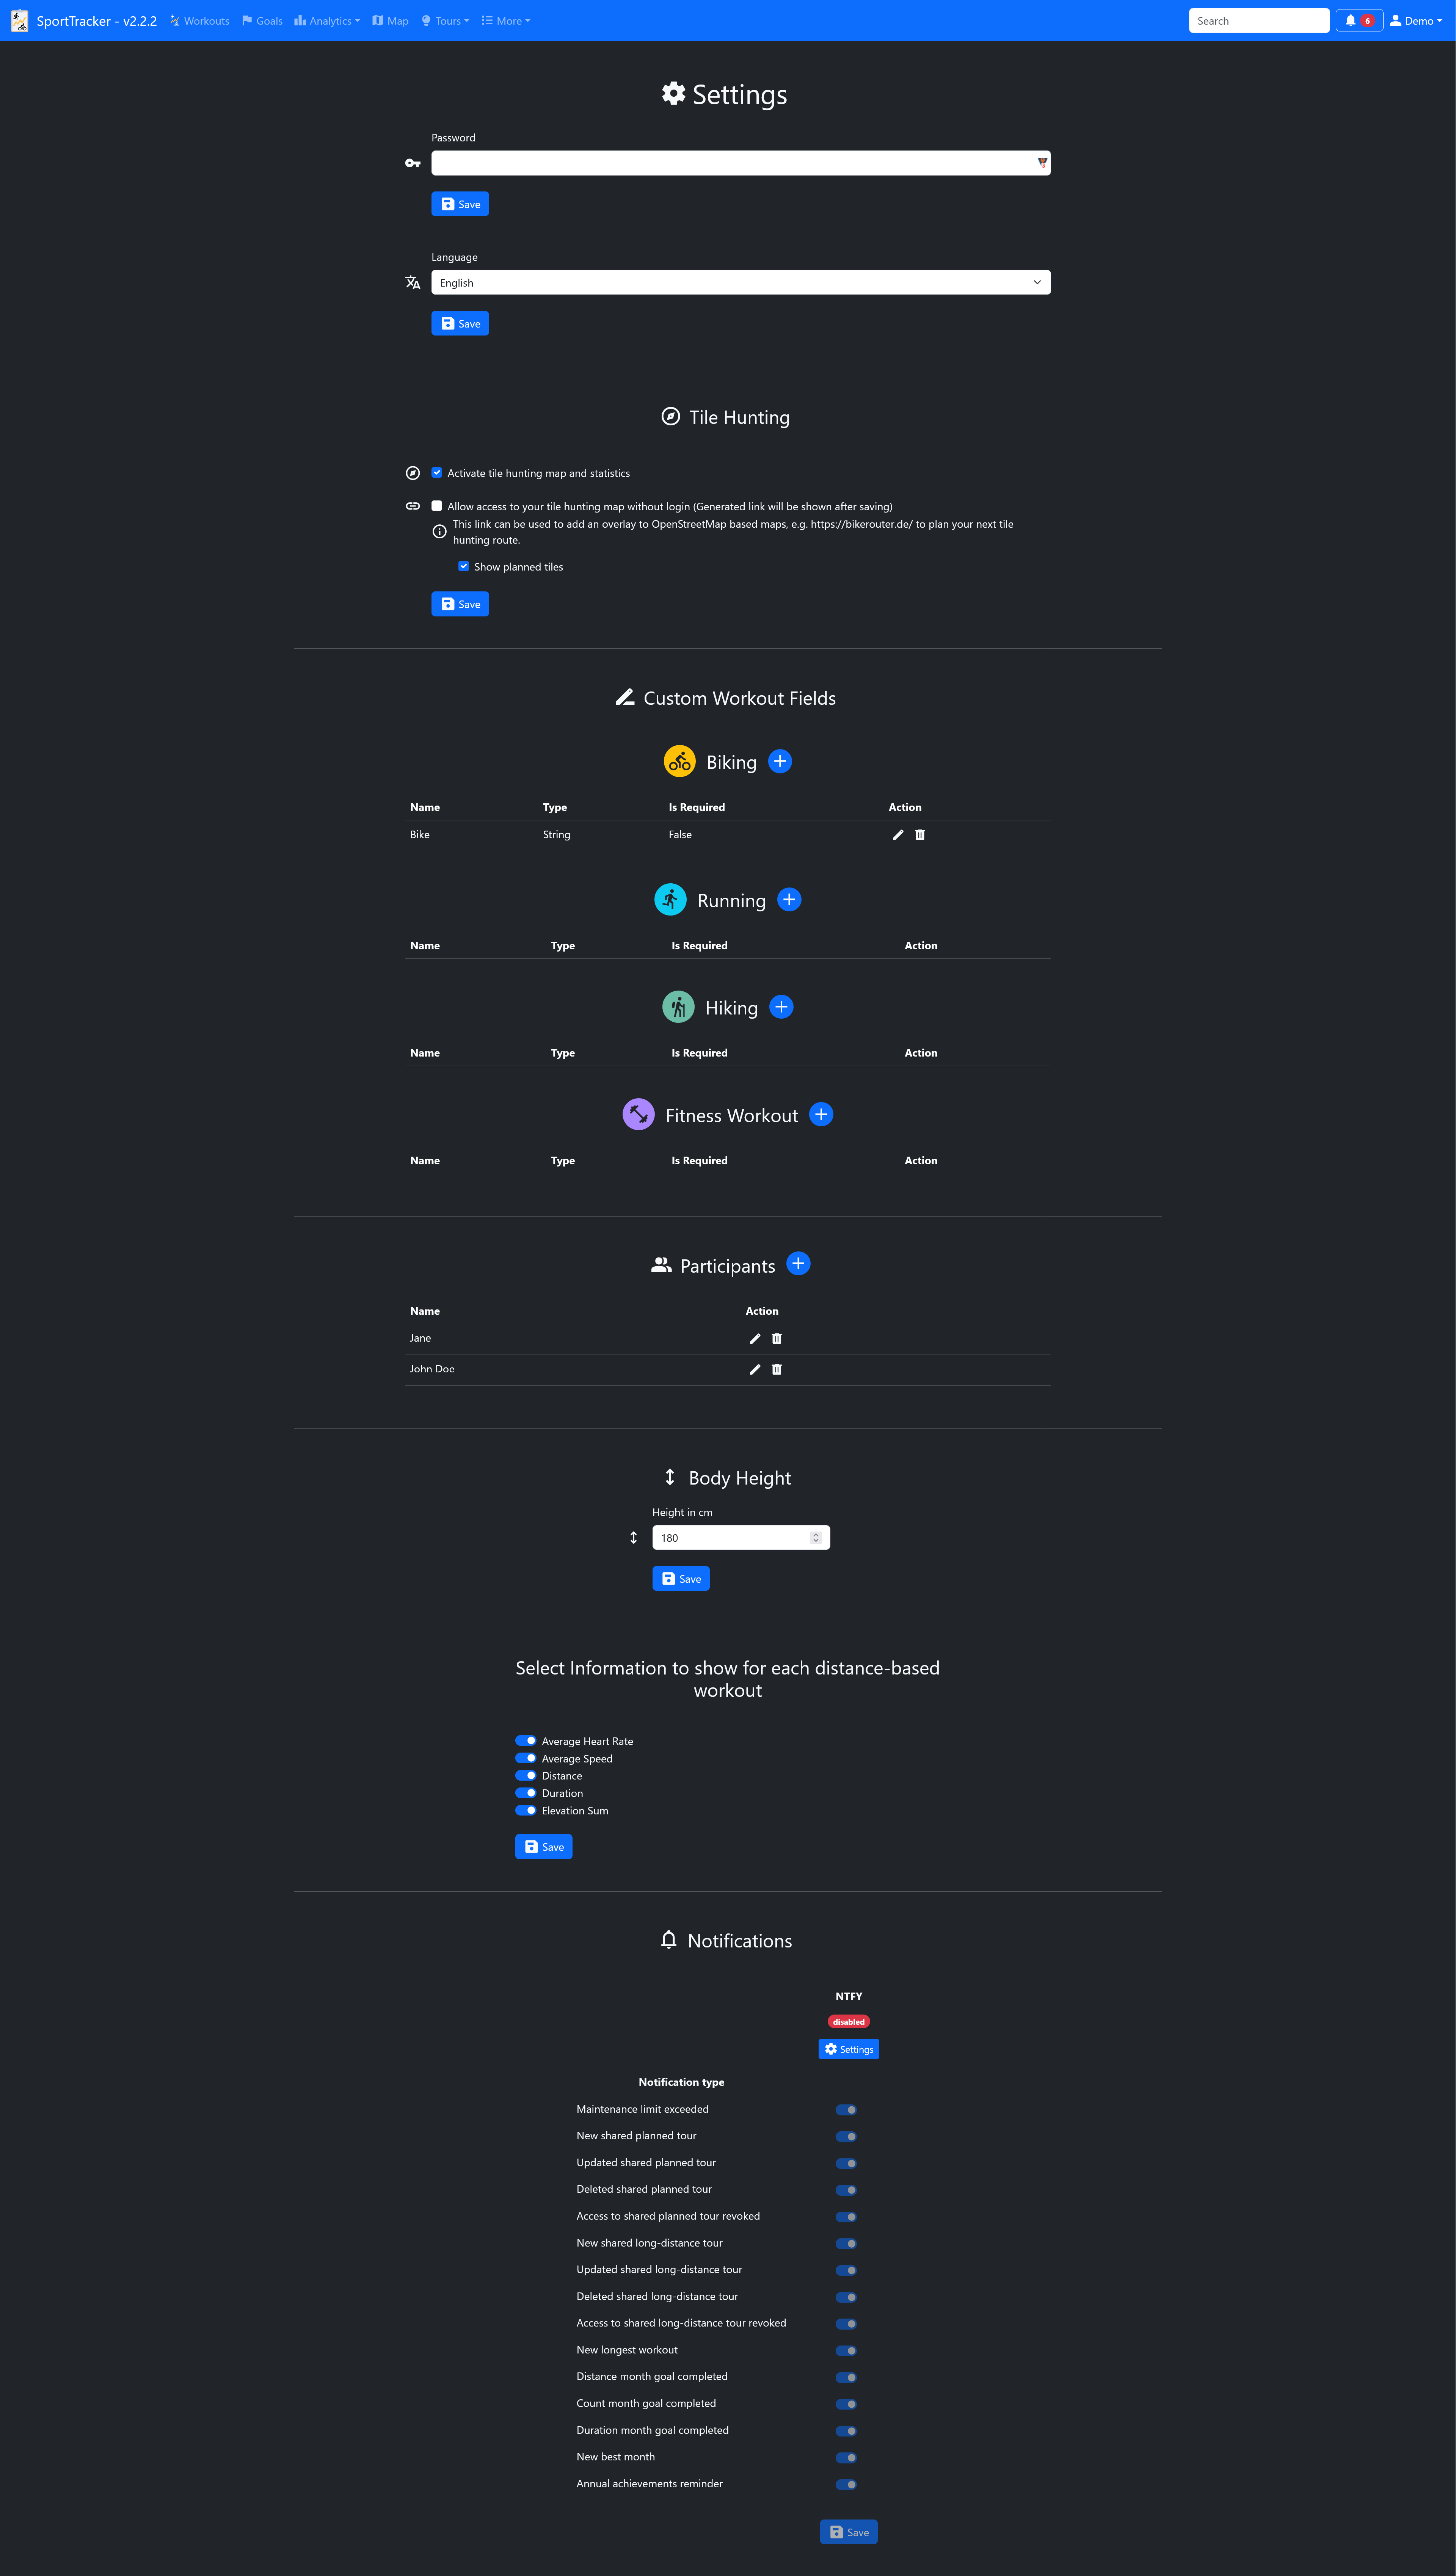 SportTracker - v2.2.2 Workouts Goals Analytics Map Tours More Search 6 Demo
Settings
Password
Save
Language
English
Save
Tile Hunting
Activate tile hunting map and statistics
Allow access to your tile hunting map without login (Generated link will be shown after saving)
This link can be used to add an overlay to OpenStreetMap based maps, e.g. https://bikerouter.de/ to plan your next tile
hunting route.
Show planned tiles
Save
Custom Workout Fields
Biking
Name Type Is Required Action
Bike String False
Running
Name Type Is Required Action
Hiking
Name Type Is Required Action
Fitness Workout
Name Type Is Required Action
Participants
Name Action
Jane
John Doe
Body Height
Height in cm
180
Save
Select Information to show for each distance-based
workout
Average Heart Rate
Average Speed
Distance
Duration
Elevation Sum
Save
Notifications
NTFY
disabled
Settings
Notification type
Maintenance limit exceeded
New shared planned tour
Updated shared planned tour
Deleted shared planned tour
Access to shared planned tour revoked
New shared long-distance tour
Updated shared long-distance tour
Deleted shared long-distance tour
Access to shared long-distance tour revoked
New longest workout
Distance month goal completed
Count month goal completed
Duration month goal completed
New best month
Annual achievements reminder
Save